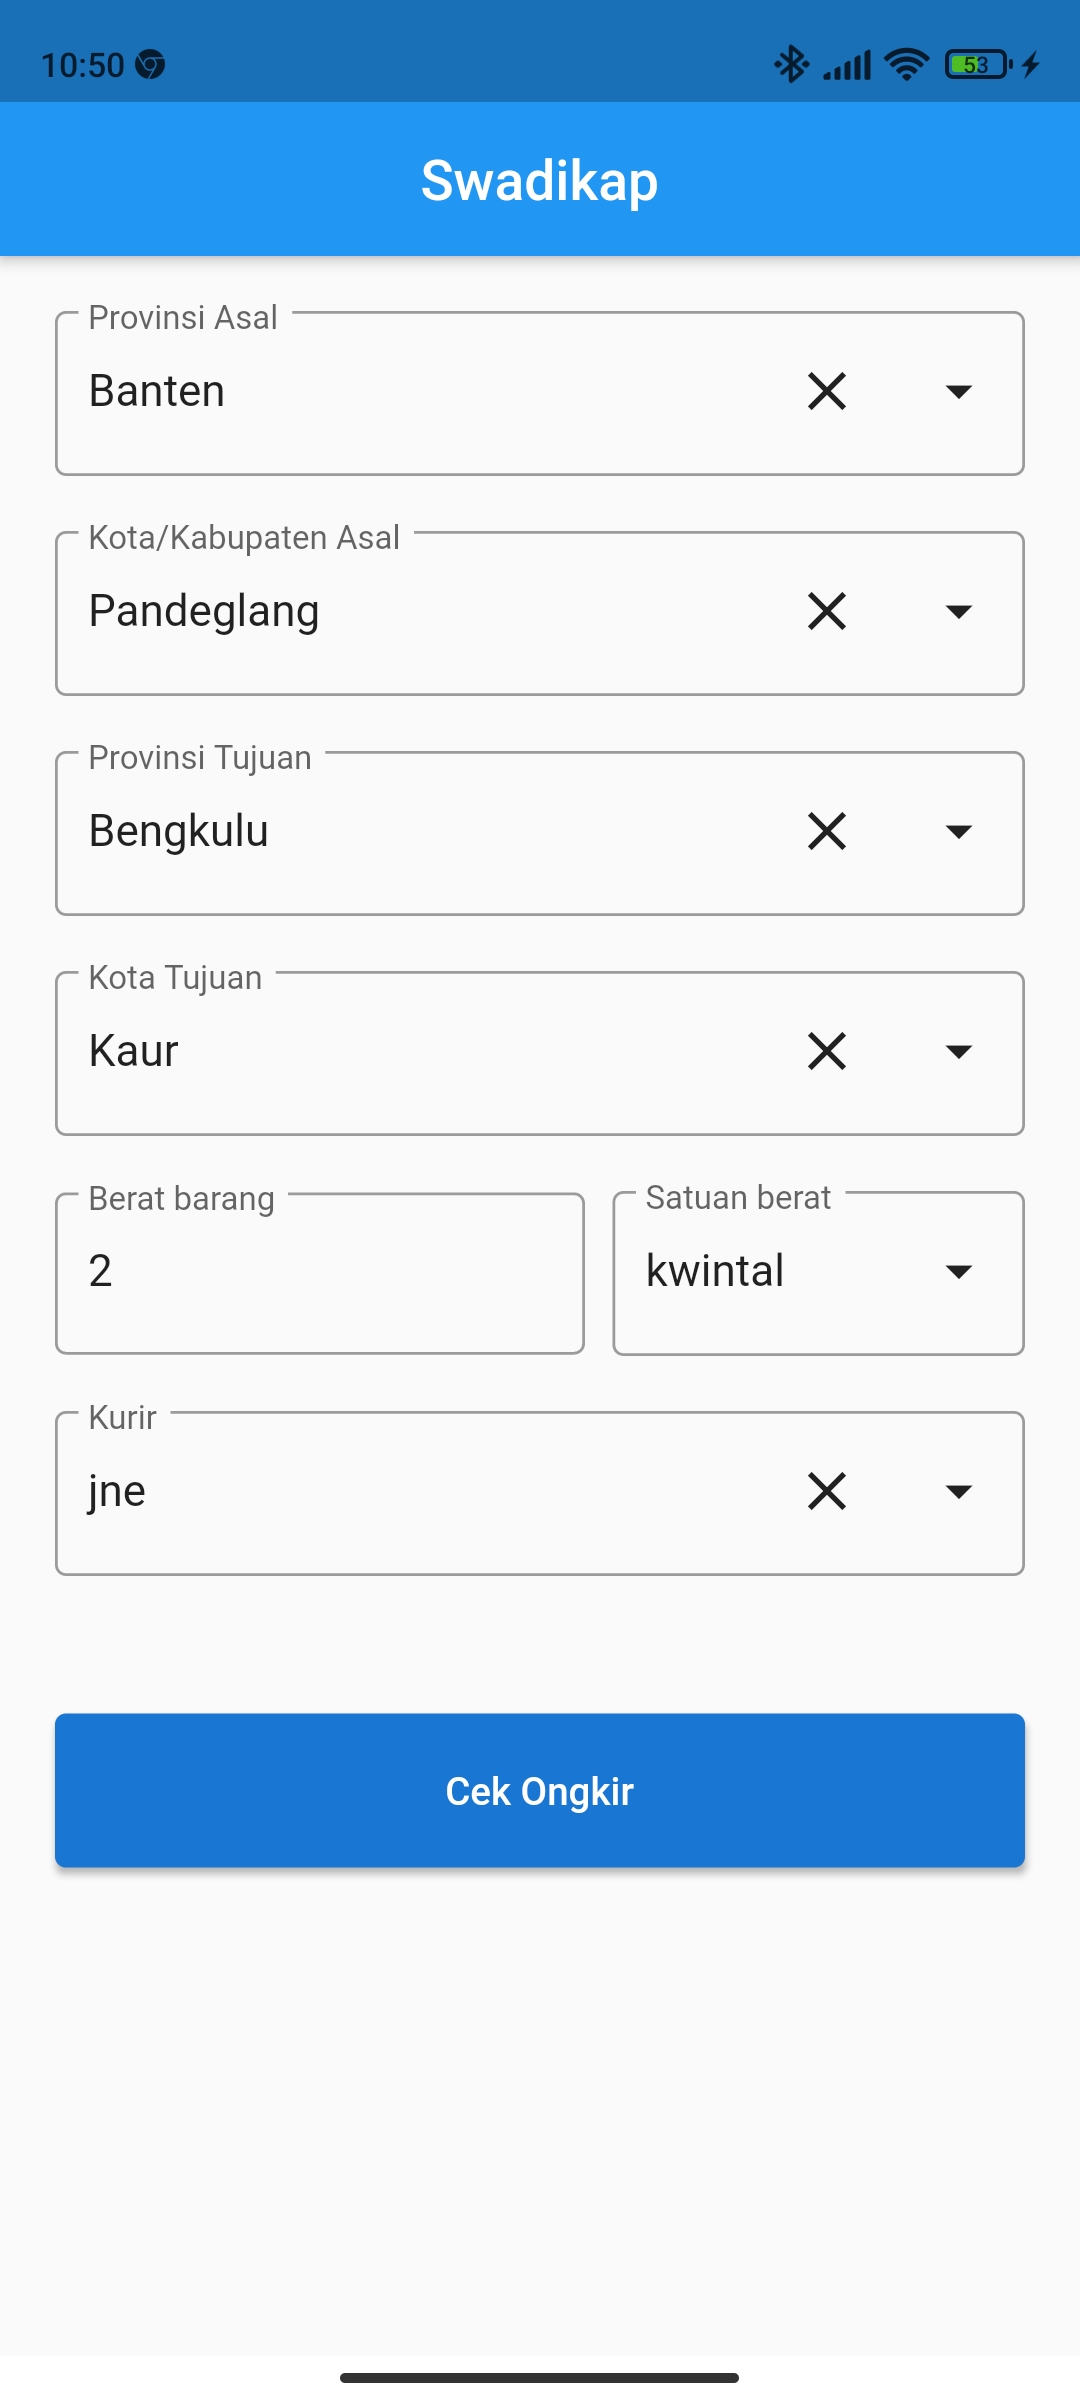 10:50
53
Swadikap
Provinsi Asal
Banten
Kota/Kabupaten Asal
Pandeglang
Provinsi Tujuan
Bengkulu
Kota Tujuan
Kaur
Berat barang
2
Satuan berat
kwintal
Kurir
jne
Cek Ongkir